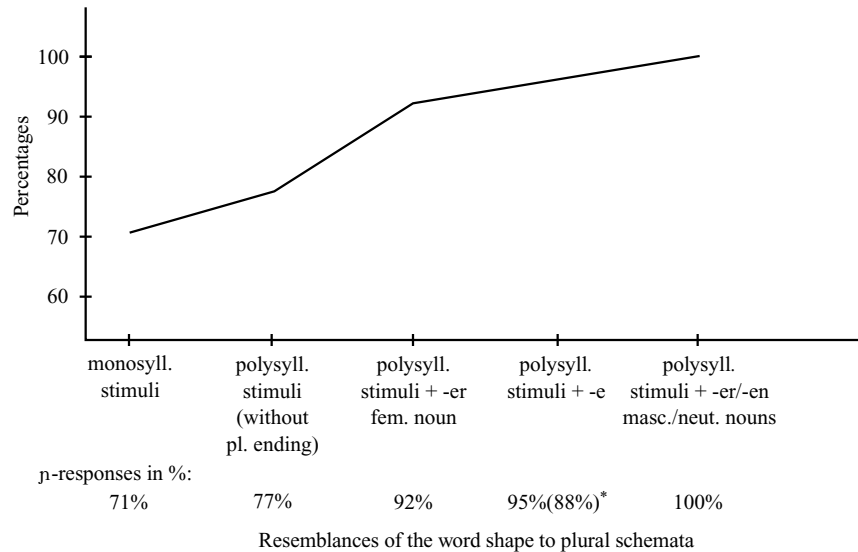 100
90
80
70
60
Percentages
monosyll.
stimuli
polysyll.
stimuli
(without
pl. ending)
polysyll.
stimuli + -er
fem. noun
polysyll.
stimuli + -e
polysyll.
stimuli + -er/-en
masc./neut. nouns
ɲ-responses in %:
71% 77% 92% 95%(88%)* 100%
Resemblances of the word shape to plural schemata